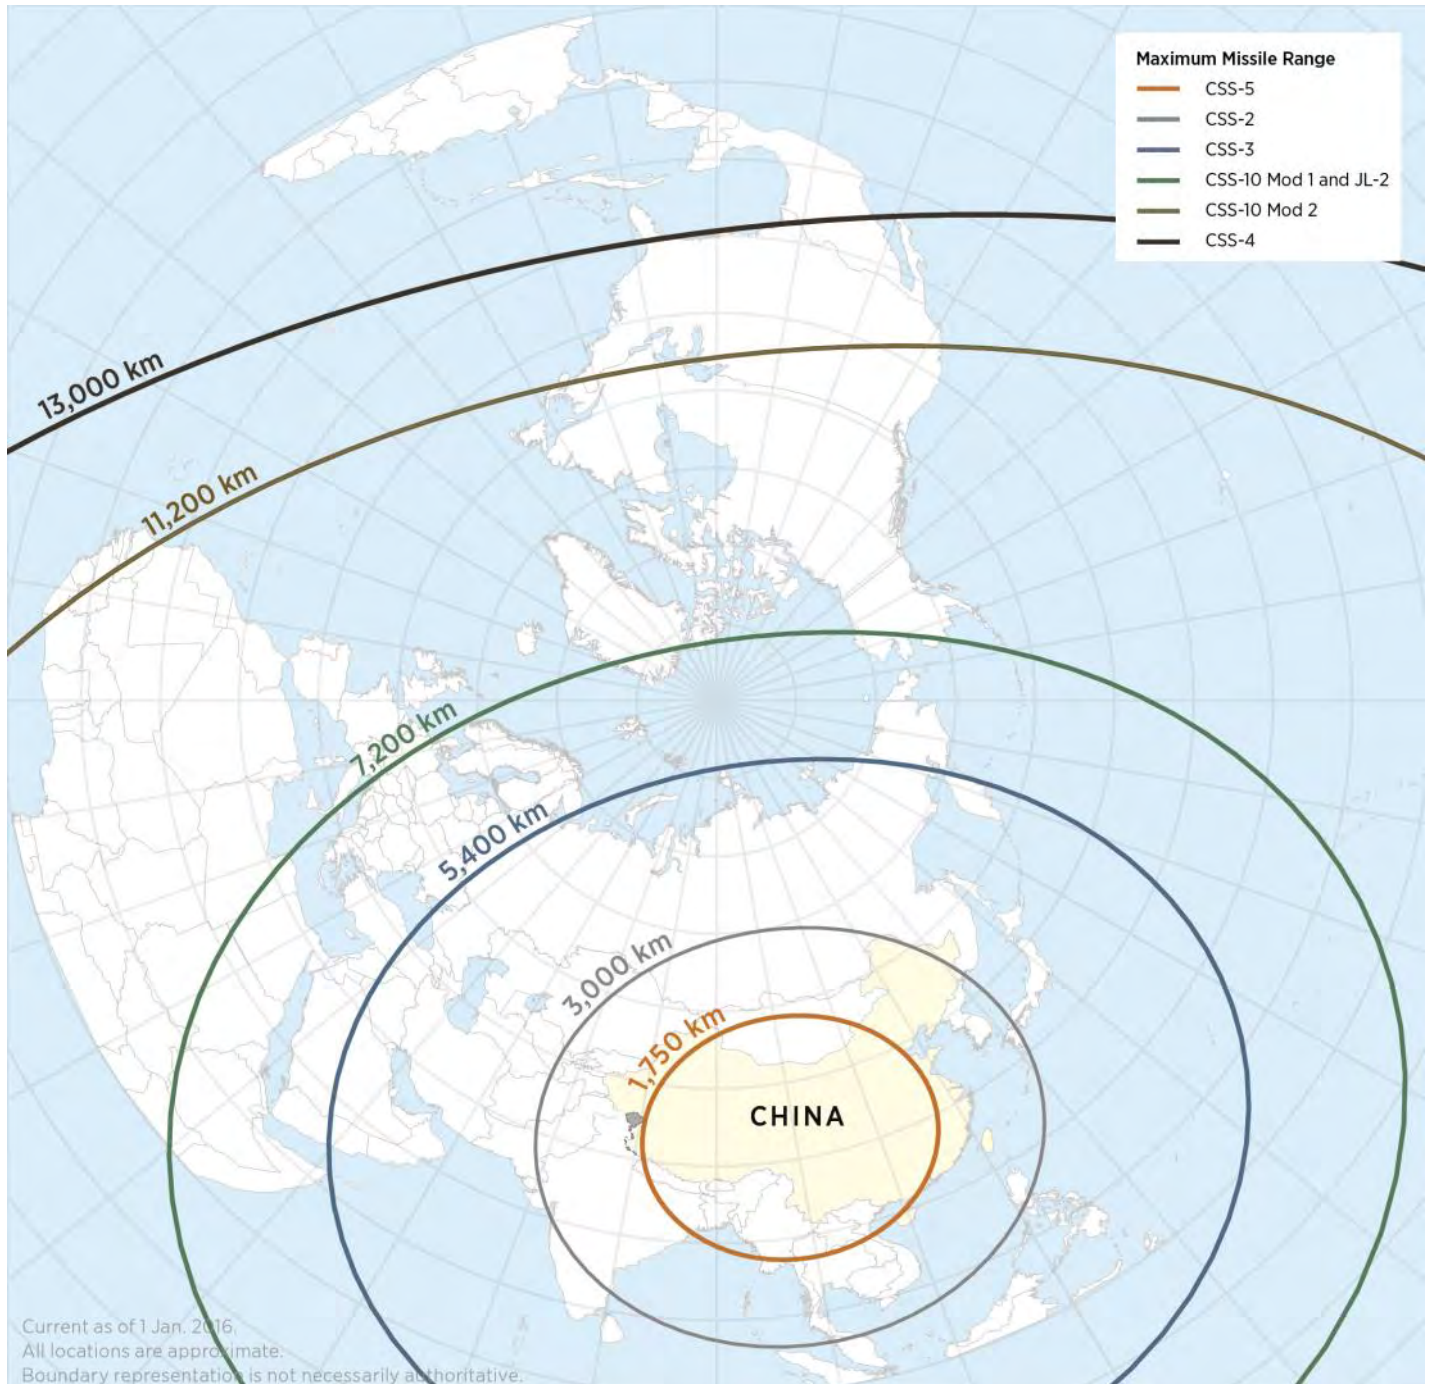 Maximum Missile Range
CSS-5
CSS-2
CSS-3
CSS-10 Mod 1 and JL-2
CSS-10 Mod 2
CSS-4
13,000 km
11,200 km
7,200 km
5,400 km
3,000 km
1,750 km
CHINA
Current as of 1 Jan. 2016.
All locations are approximate.
Boundary representation is not necessarily authoritative.